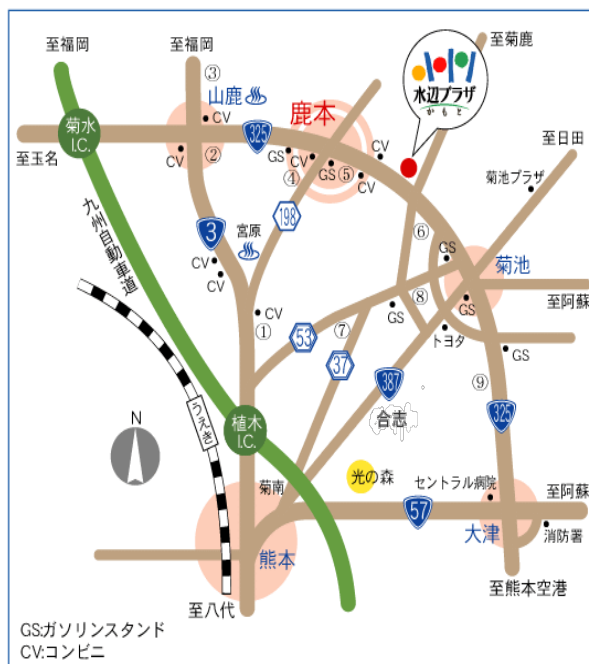 至福岡
至福岡
至菊鹿
水辺プラザ
かもと
③
山鹿
鹿本
菊水
I.C.
325
CV
至玉名
CV
②
GS
CV
④
GS
⑤
CV
CV
至日田
菊池プラザ
九州自動車道
3
宮原
198
⑥
GS
菊池
CV
CV
至阿蘇
①
CV
53
⑦
37
GS
⑧
GS
トヨタ
GS
387
⑨
325
合志
うえき
植木
I.C.
N
菊南
光の森
セントラル病院
57
至阿蘇
大津
消防署
熊本
至熊本空港
至八代
GS:ガソリンスタンド
CV:コンビニ